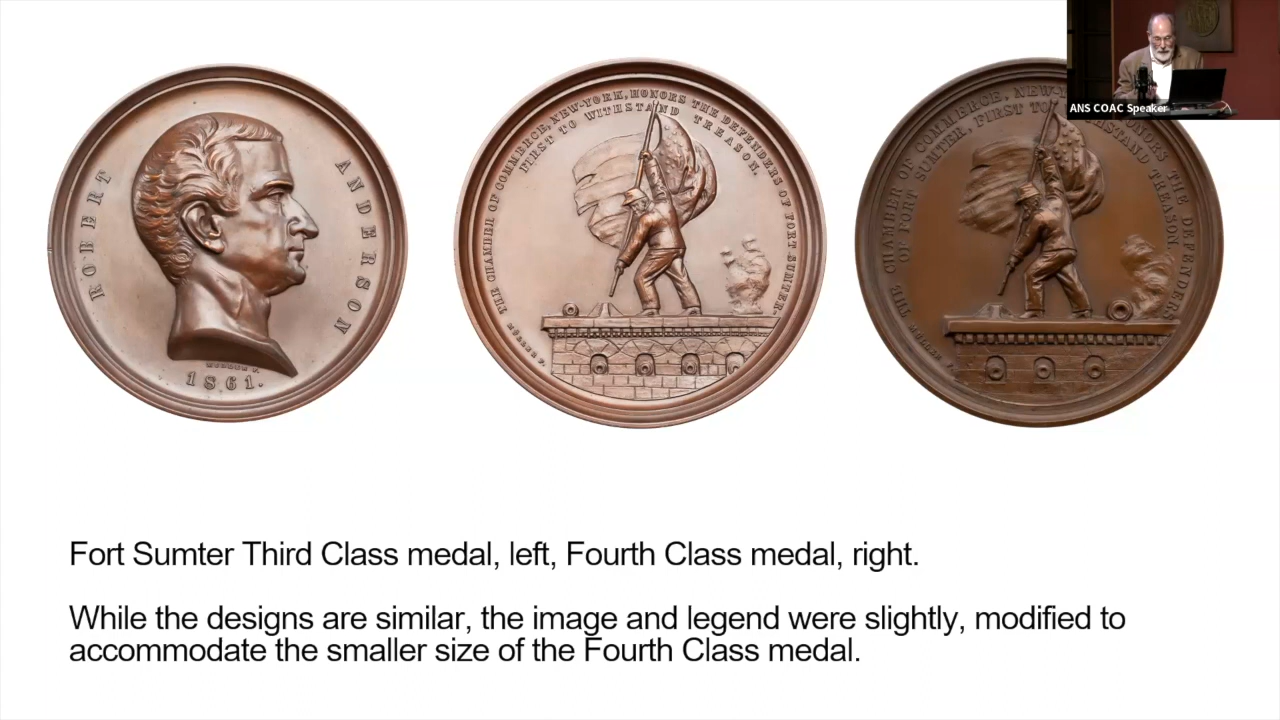 ANS COAC Speaker
ROBERT ANDERSON
1861.
THE CHAMBER OF COMMERCE, NEW-YORK, HONORS THE DEFENDERS OF FORT SUMTER.
FIRST TO WITHSTAND TREASON.
MÜLLER F.
THE CHAMBER OF COMMERCE, NEW-Y ONORS THE DEFENDERS
OF FORT SUMTER, FIRST TO THSTAND TREASON.
Fort Sumter Third Class medal, left, Fourth Class medal, right.
While the designs are similar, the image and legend were slightly, modified to
accommodate the smaller size of the Fourth Class medal.